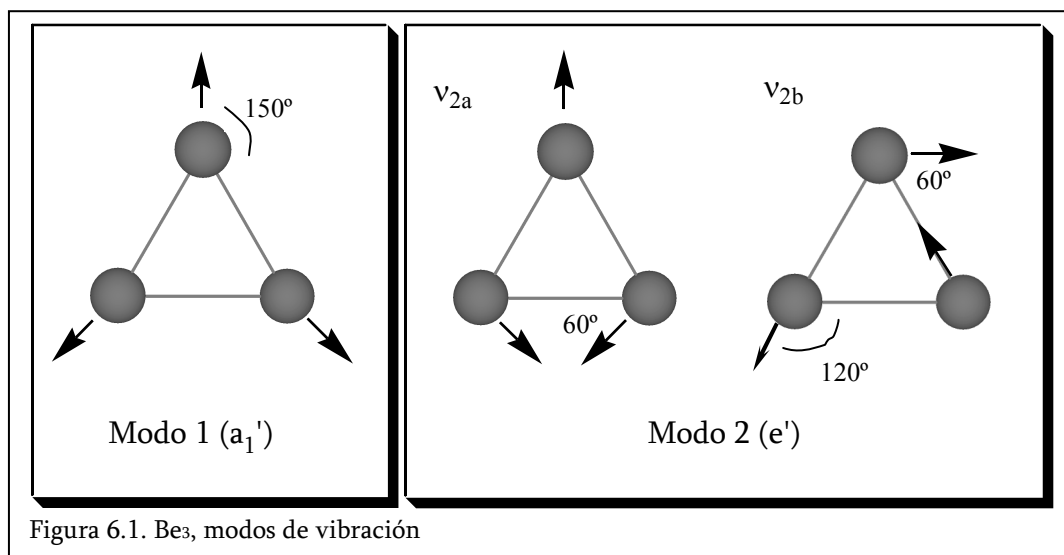 150º
Modo 1 (a₁')
ν₂ₐ
60º
ν₂b
60º
120º
Modo 2 (e')
Figura 6.1. Be₃, modos de vibración